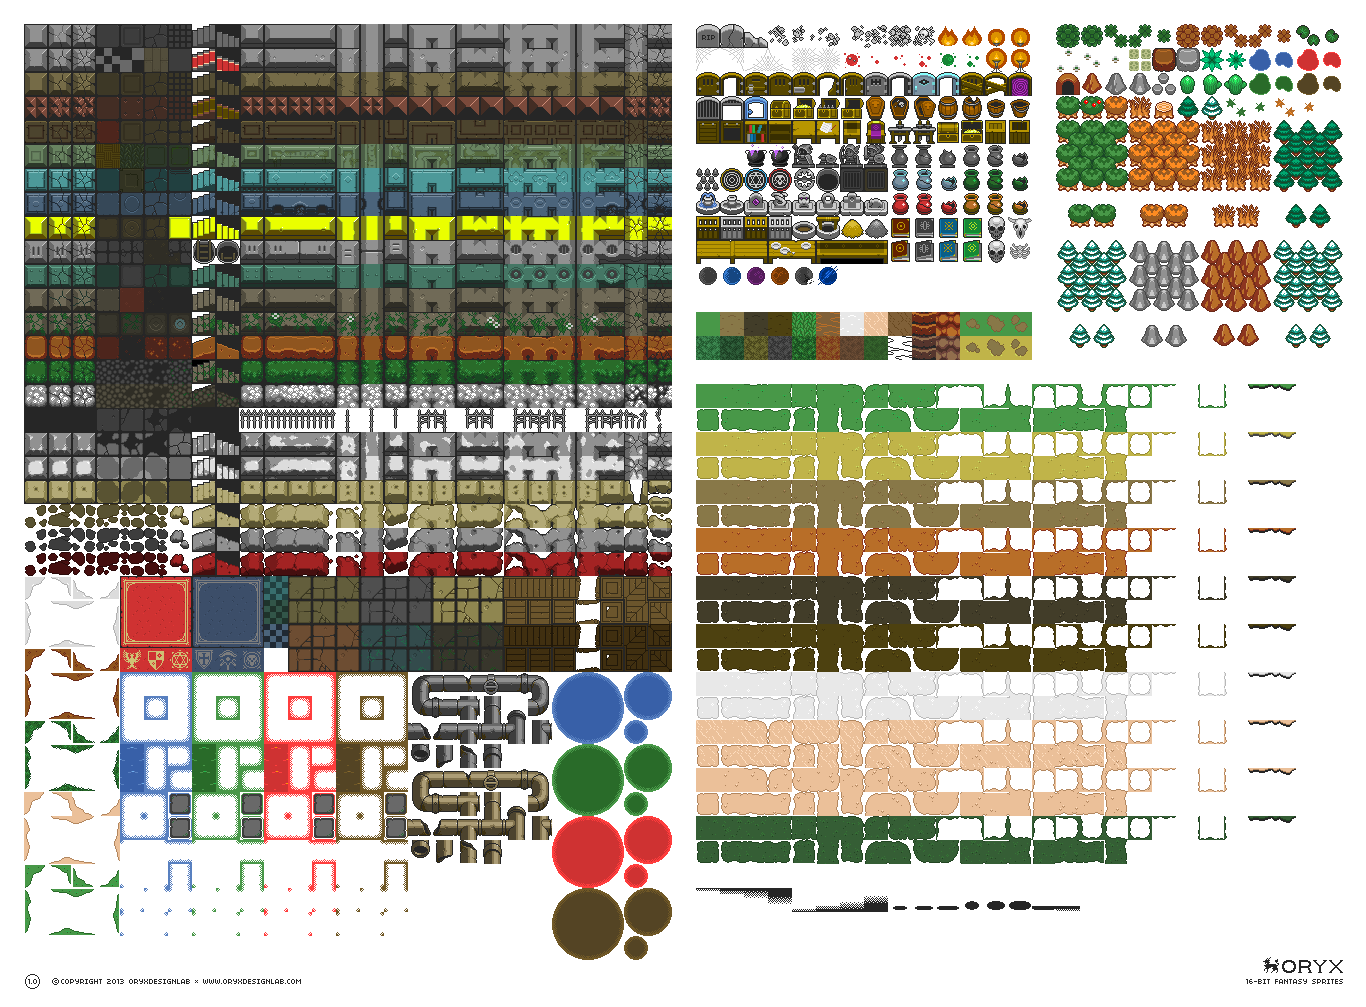 RIP
1.0 ©COPYRIGHT 2013 ORYXDESIGNLAB × WWW.ORYXDESIGNLAB.COM
ORYX
16-BIT FANTASY SPRITES